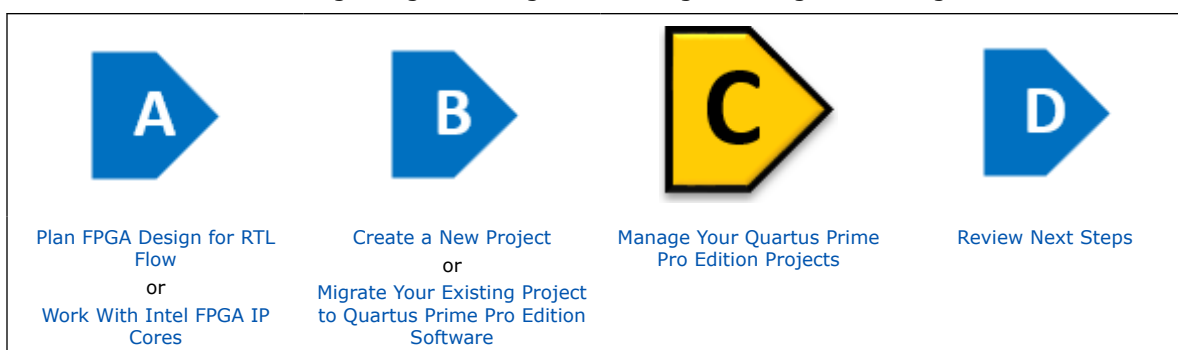 A
B
C
D
Plan FPGA Design for RTL
Flow
or
Work With Intel FPGA IP
Cores
Create a New Project
or
Migrate Your Existing Project
to Quartus Prime Pro Edition
Software
Manage Your Quartus Prime
Pro Edition Projects
Review Next Steps